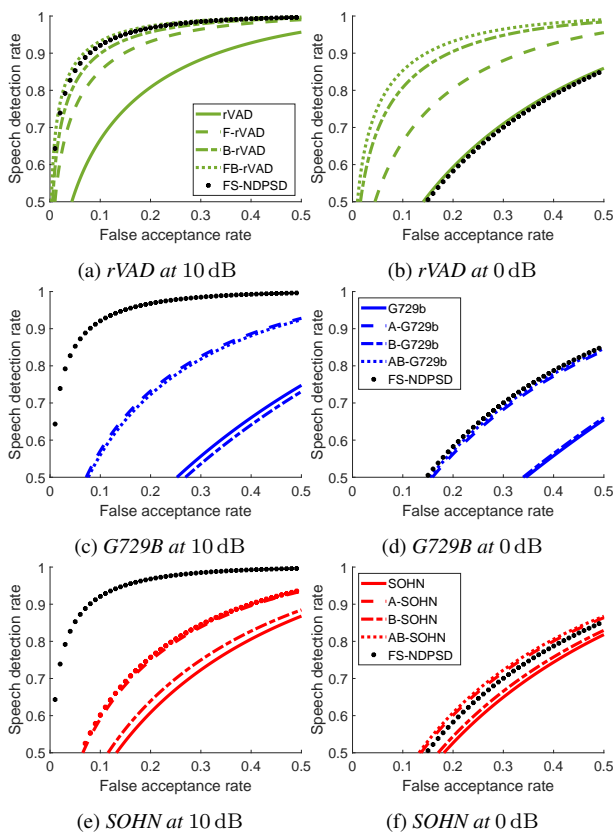 1
0.9
0.8
0.7
0.6
0.5
Speech detection rate
rVAD
F-rVAD
B-rVAD
FB-rVAD
FS-NDPSD
0 0.1 0.2 0.3 0.4 0.5
False acceptance rate
(a) rVAD at 10 dB
1
0.9
0.8
0.7
0.6
0.5
Speech detection rate
0 0.1 0.2 0.3 0.4 0.5
False acceptance rate
(b) rVAD at 0 dB
1
0.9
0.8
0.7
0.6
0.5
Speech detection rate
0 0.1 0.2 0.3 0.4 0.5
False acceptance rate
(c) G729B at 10 dB
1
0.9
0.8
0.7
0.6
0.5
Speech detection rate
G729b
A-G729b
B-G729b
AB-G729b
FS-NDPSD
0 0.1 0.2 0.3 0.4 0.5
False acceptance rate
(d) G729B at 0 dB
1
0.9
0.8
0.7
0.6
0.5
Speech detection rate
0 0.1 0.2 0.3 0.4 0.5
False acceptance rate
(e) SOHN at 10 dB
1
0.9
0.8
0.7
0.6
0.5
Speech detection rate
SOHN
A-SOHN
B-SOHN
AB-SOHN
FS-NDPSD
0 0.1 0.2 0.3 0.4 0.5
False acceptance rate
(f) SOHN at 0 dB